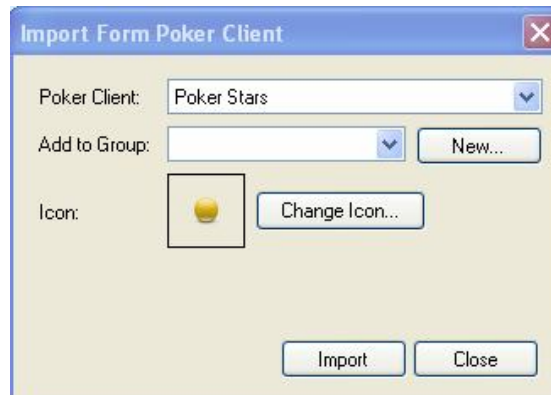 Import Form Poker Client
Poker Client: Poker Stars
Add to Group: New...
Icon: Change Icon...
Import Close